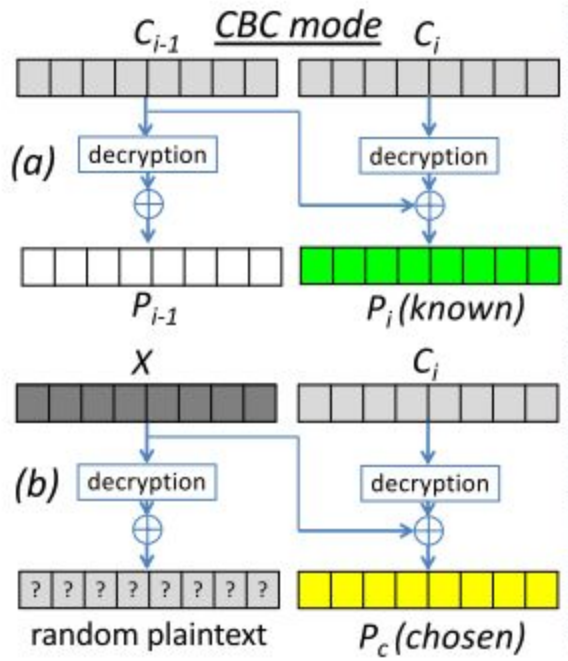 CBC mode
C_{i-1} C_i
(a)
decryption decryption
P_{i-1} P_i (known)
X C_i
(b)
decryption decryption
? ? ? ? ? ? ? ?
random plaintext P_c (chosen)